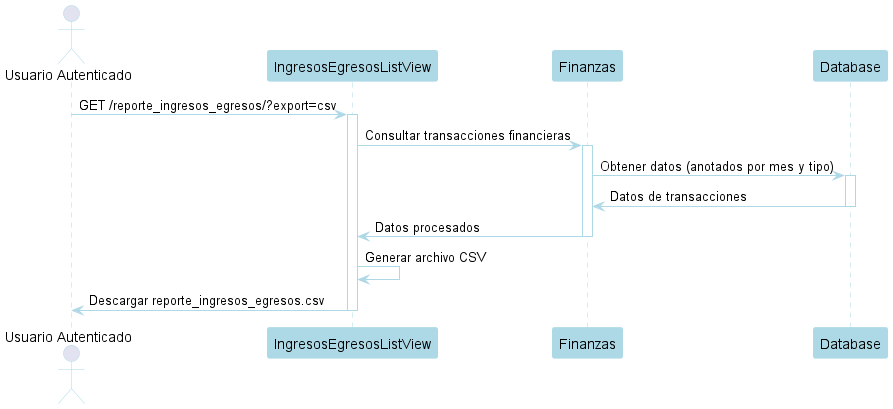 Usuario Autenticado
IngresosEgresosListView
Finanzas
Database
GET /reporte_ingresos_egresos/?export=csv
Consultar transacciones financieras
Obtener datos (anotados por mes y tipo)
Datos de transacciones
Datos procesados
Generar archivo CSV
Descargar reporte_ingresos_egresos.csv
Usuario Autenticado
IngresosEgresosListView
Finanzas
Database